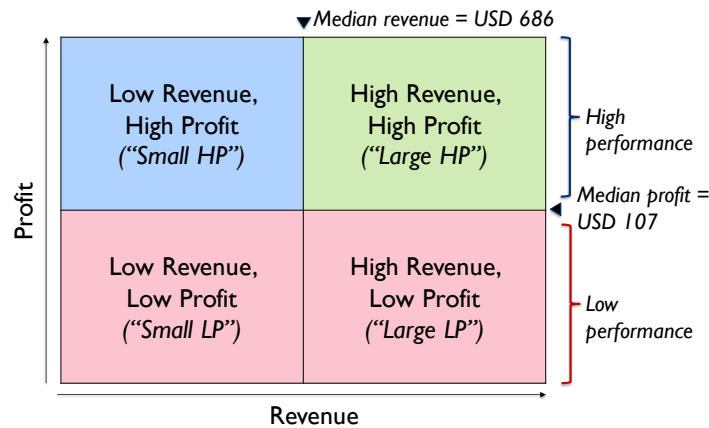 Median revenue = USD 686
Low Revenue,
High Profit
(“Small HP”)
High Revenue,
High Profit
(“Large HP”)
High
performance
Median profit =
USD 107
Profit
Low Revenue,
Low Profit
(“Small LP”)
High Revenue,
Low Profit
(“Large LP”)
Low
performance
Revenue